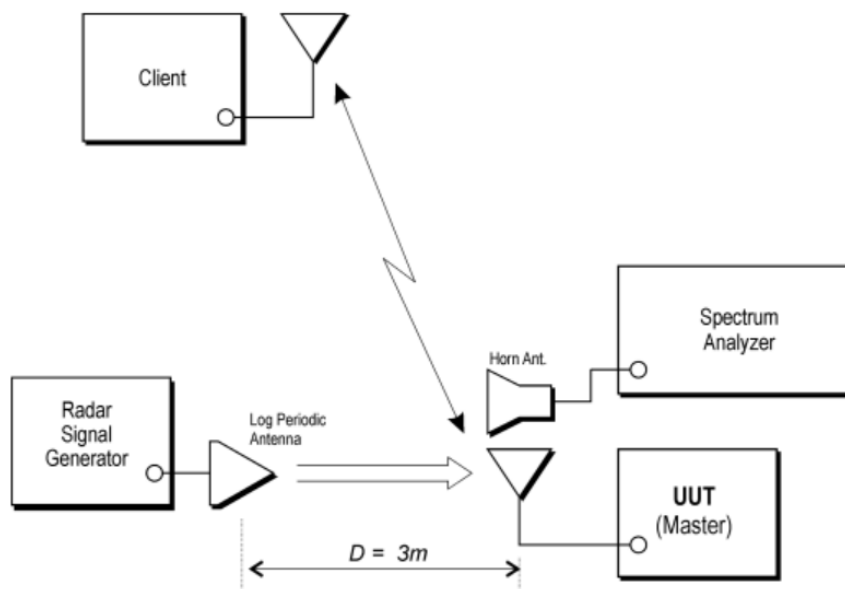 Client
Spectrum
Analyzer
Horn Ant.
Radar
Signal
Generator
Log Periodic
Antenna
UUT
(Master)
D = 3m